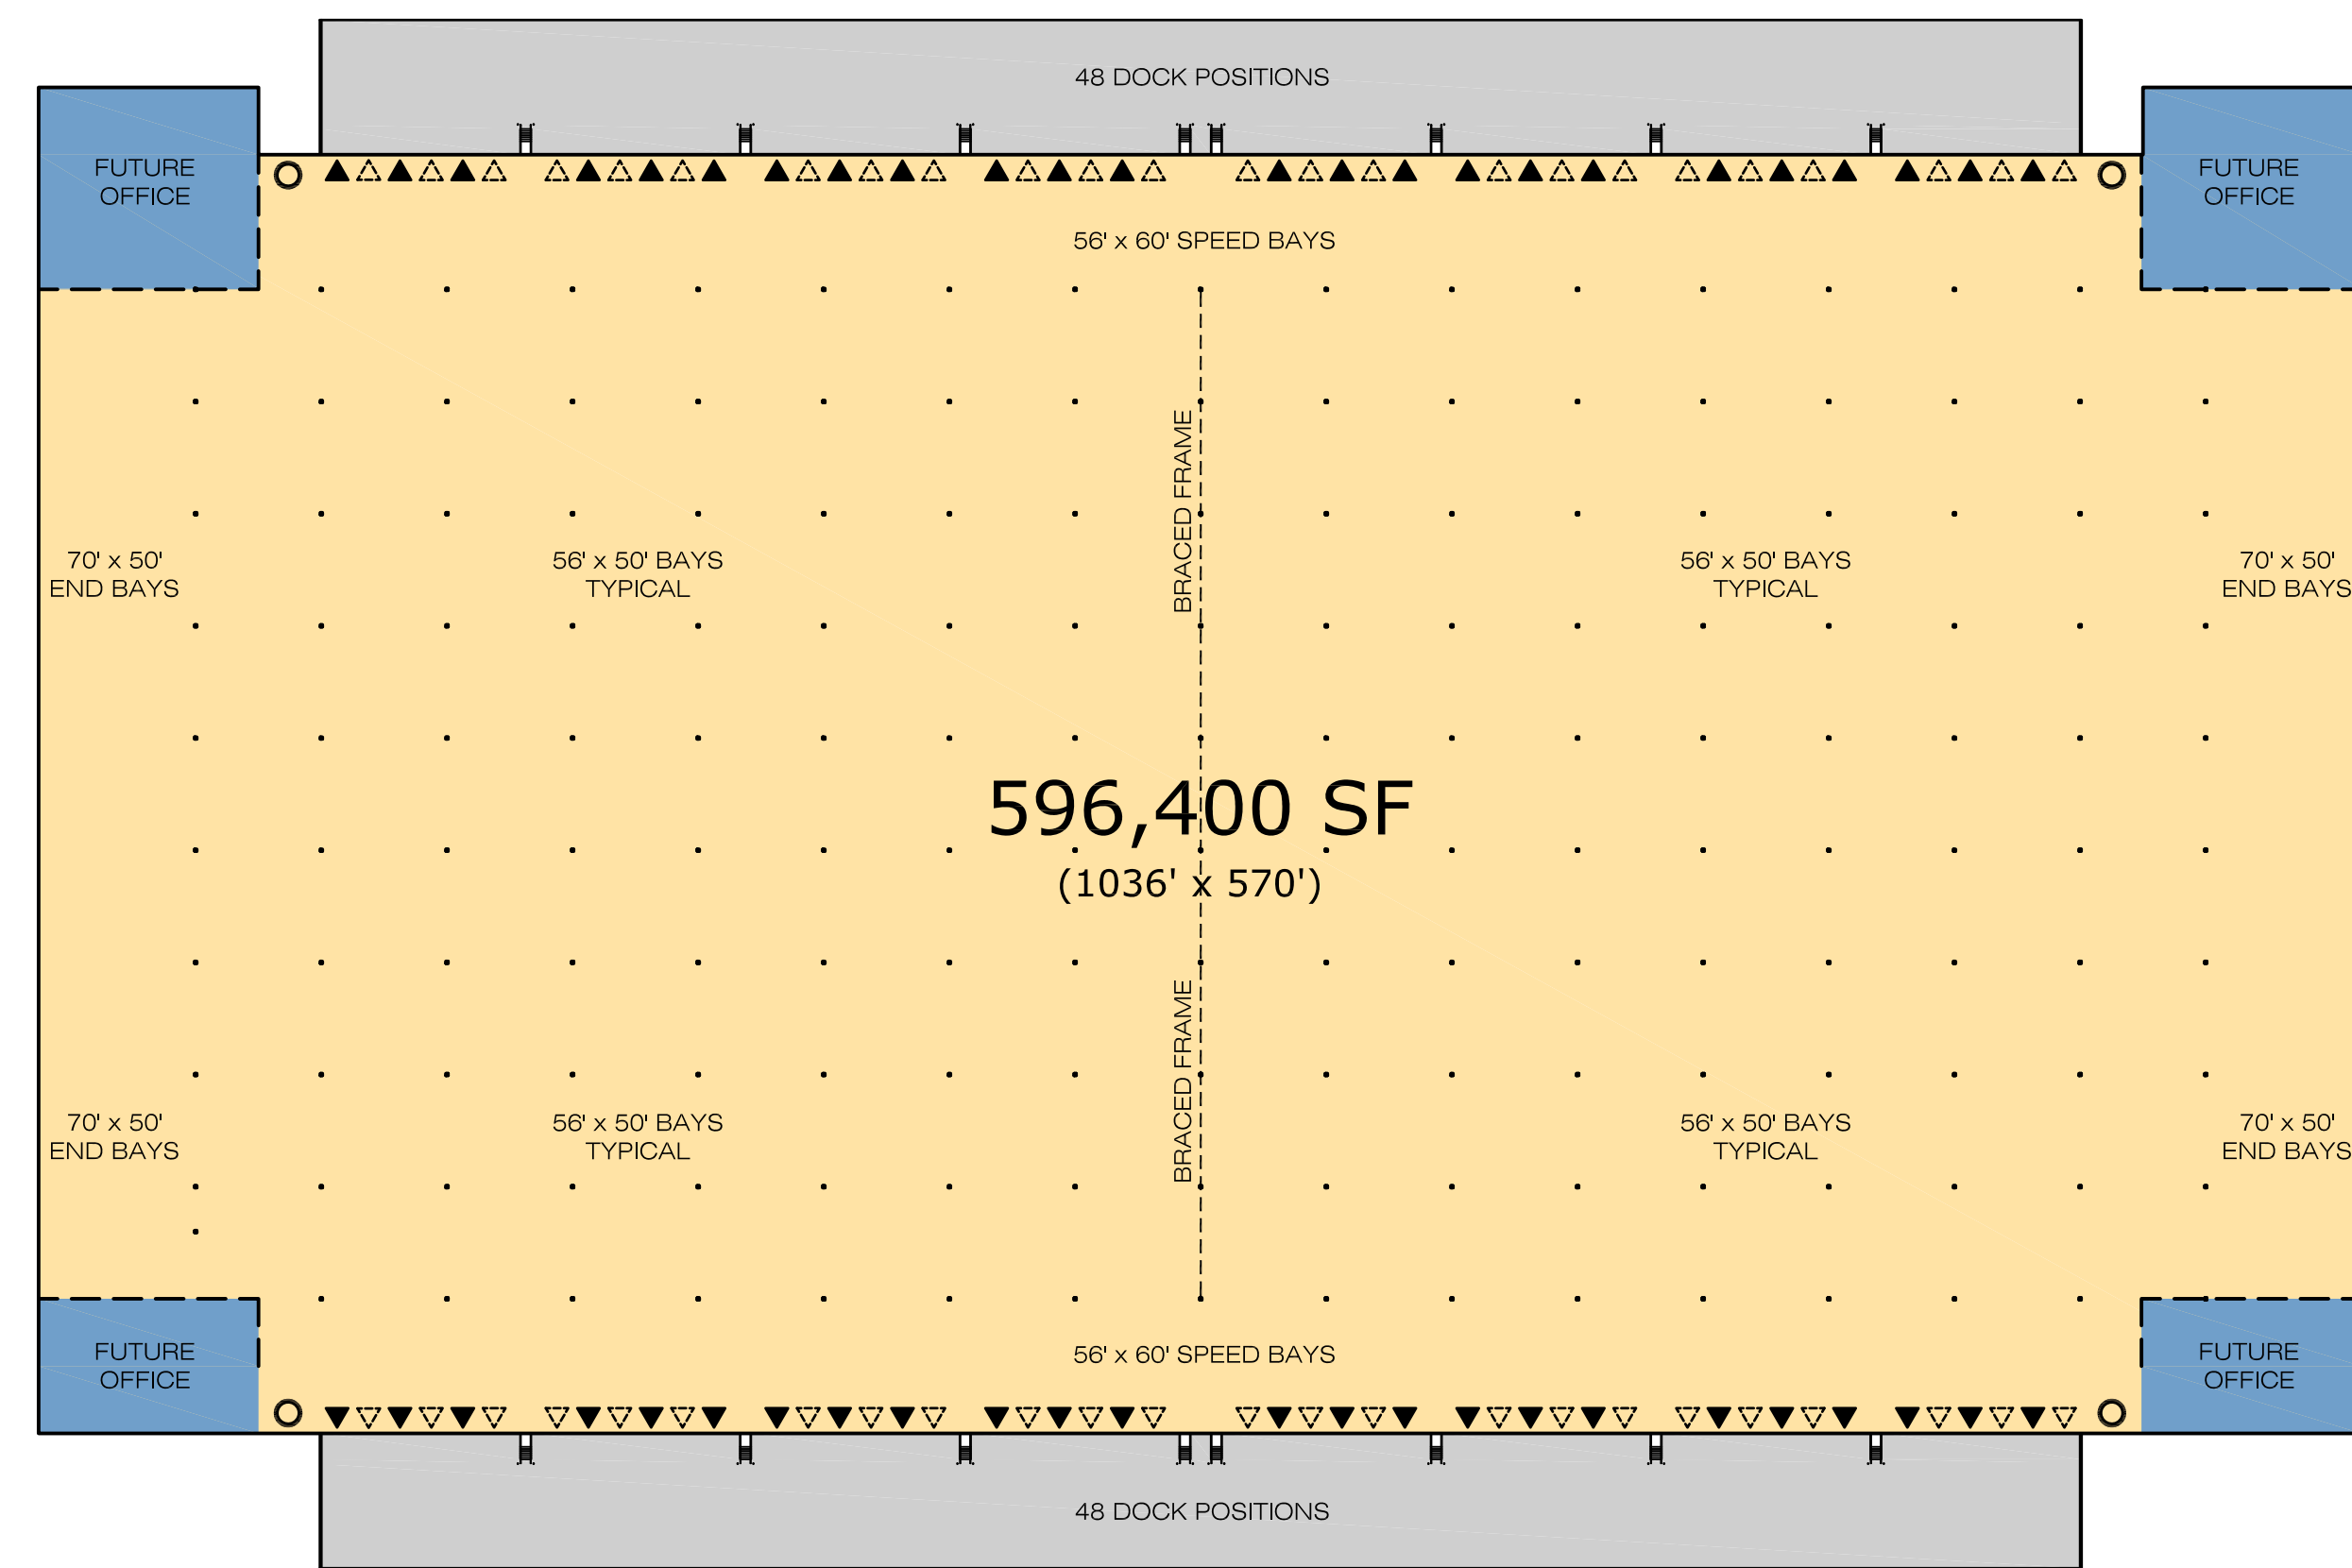 48 DOCK POSITIONS
FUTURE
OFFICE
FUTURE
OFFICE
56' x 60' SPEED BAYS
BRACED FRAME
70' x 50'
END BAYS
56' x 50' BAYS
TYPICAL
56' x 50' BAYS
TYPICAL
70' x 50'
END BAYS
596,400 SF
(1036' x 570')
BRACED FRAME
70' x 50'
END BAYS
56' x 50' BAYS
TYPICAL
56' x 50' BAYS
TYPICAL
70' x 50'
END BAYS
FUTURE
OFFICE
56' x 60' SPEED BAYS
FUTURE
OFFICE
48 DOCK POSITIONS